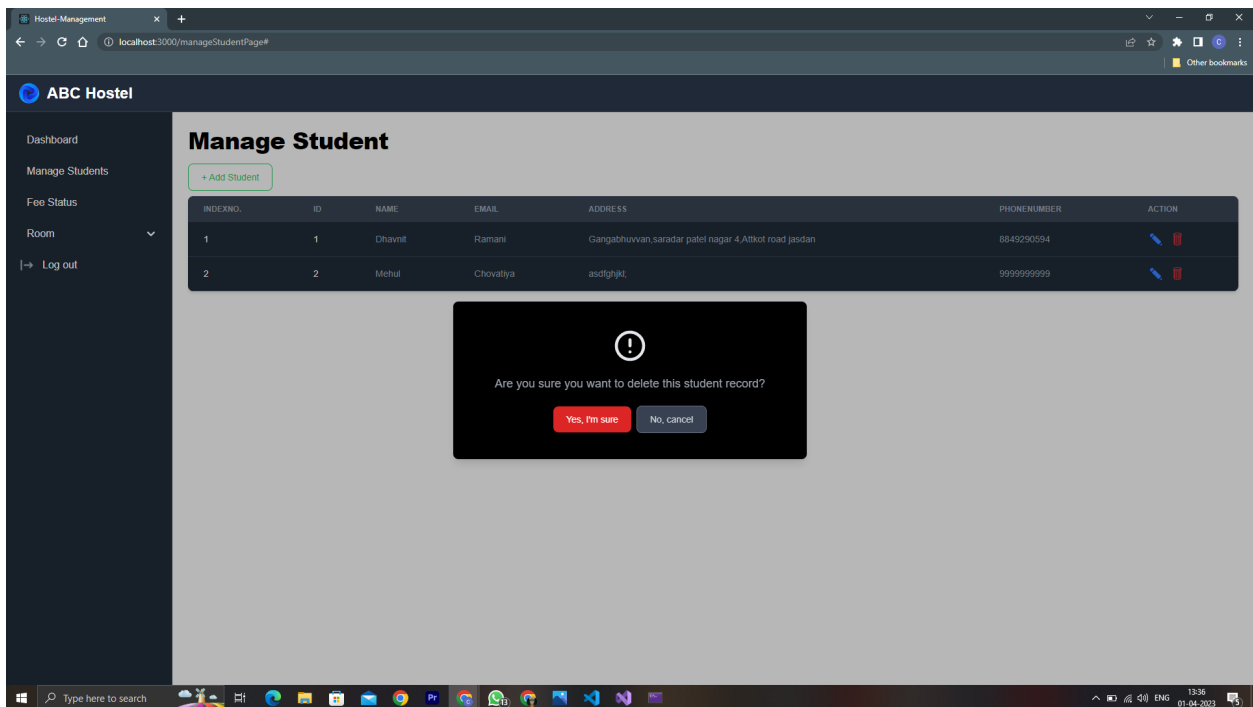 Hostel-Management
localhost:3000/manageStudentPage#
Other bookmarks
ABC Hostel
Dashboard
Manage Students
Fee Status
Room
Log out
Manage Student
+ Add Student
INDEXNO. ID NAME EMAIL ADDRESS PHONENUMBER ACTION
1 1 Dhavnit Ramani Gangabhuvvan,saradar patel nagar 4,Attkot road jasdan 8849290594
2 2 Mehul Chovatiya asdfghjkl; 9999999999
Are you sure you want to delete this student record?
Yes, I'm sure No, cancel
Type here to search
Pr
C
13
ENG
13:36
01-04-2023
5